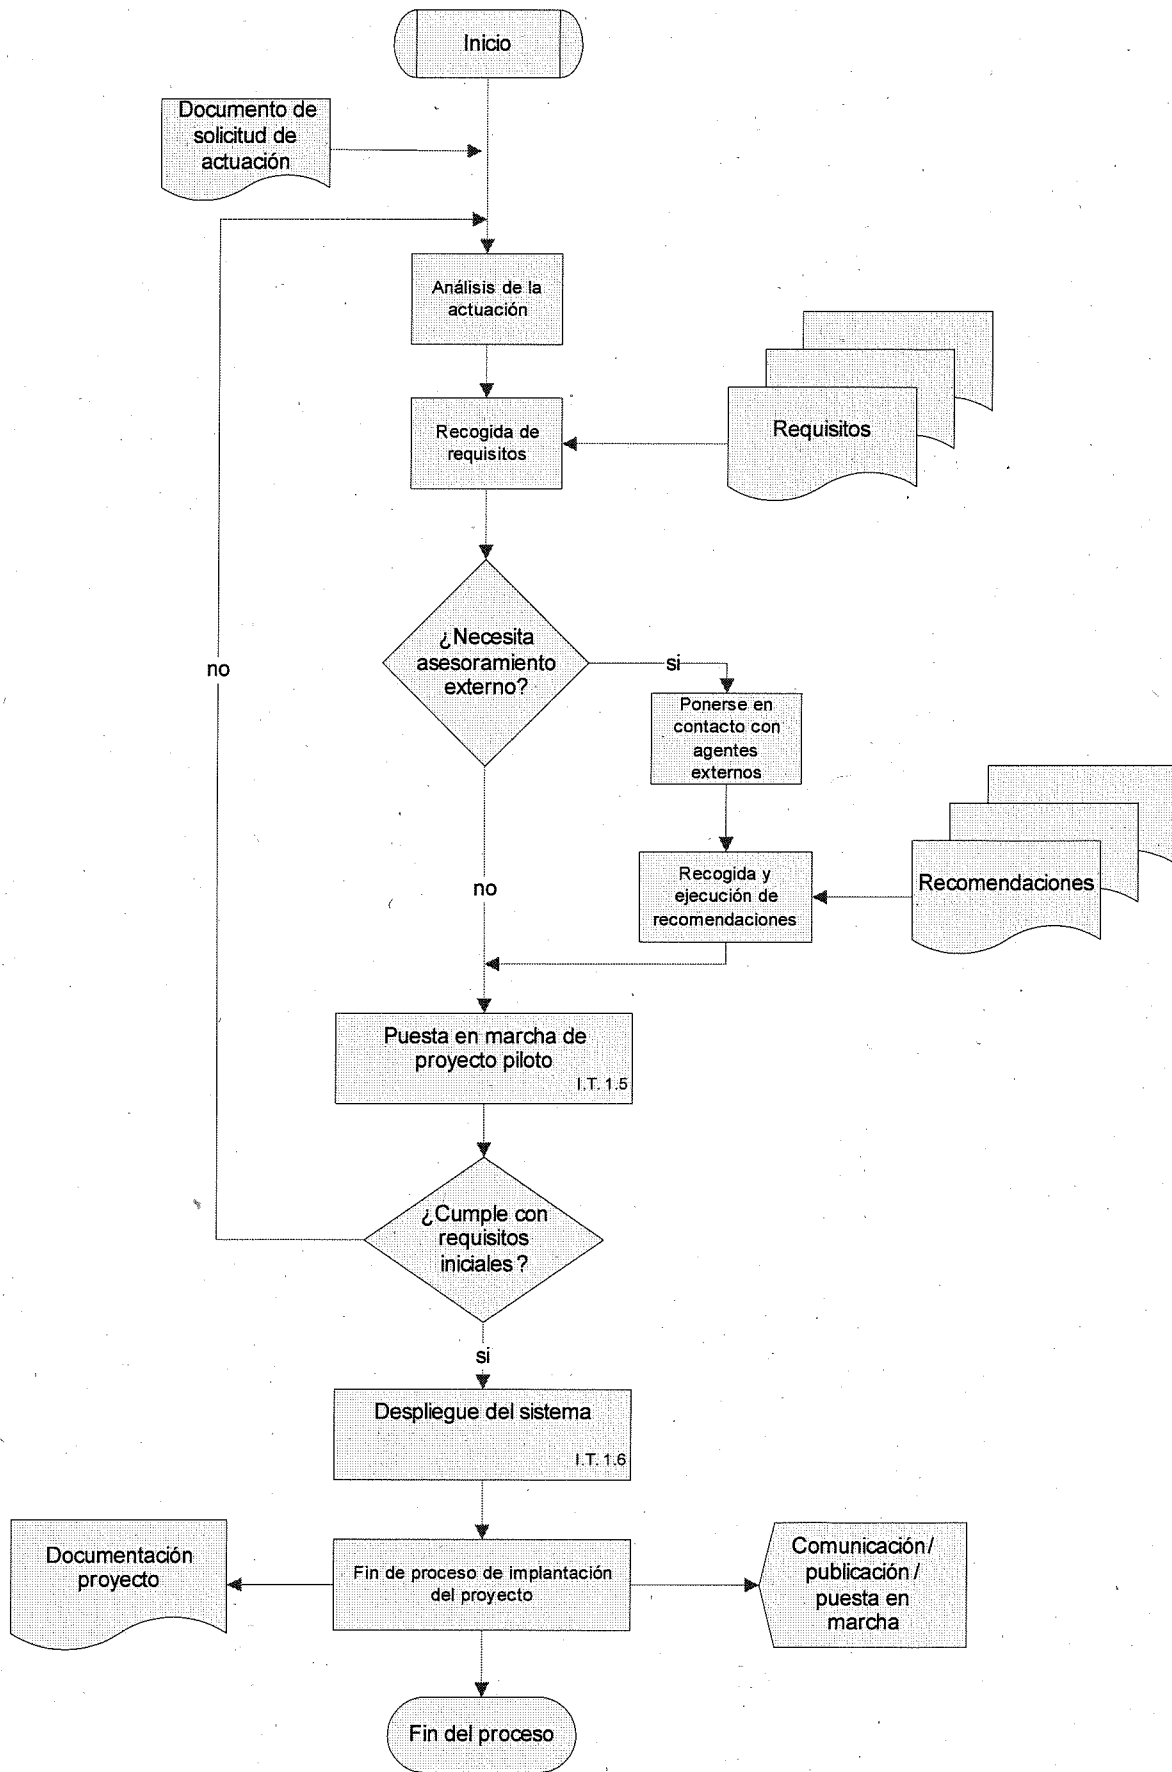 Inicio
Documento de
solicitud de
actuación
Análisis de la
actuación
Recogida de
requisitos
Requisitos
¿Necesita
asesoramiento
externo?
si
no
Ponerse en
contacto con
agentes
externos
no
Recogida y
ejecución de
recomendaciones
Recomendaciones
Puesta en marcha de
proyecto piloto
I.T. 1.5
¿Cumple con
requisitos
iniciales?
si
Despliegue del sistema
I.T. 1.6
Documentación
proyecto
Fin de proceso de implantación
del proyecto
Comunicación/
publicación/
puesta en
marcha
Fin del proceso